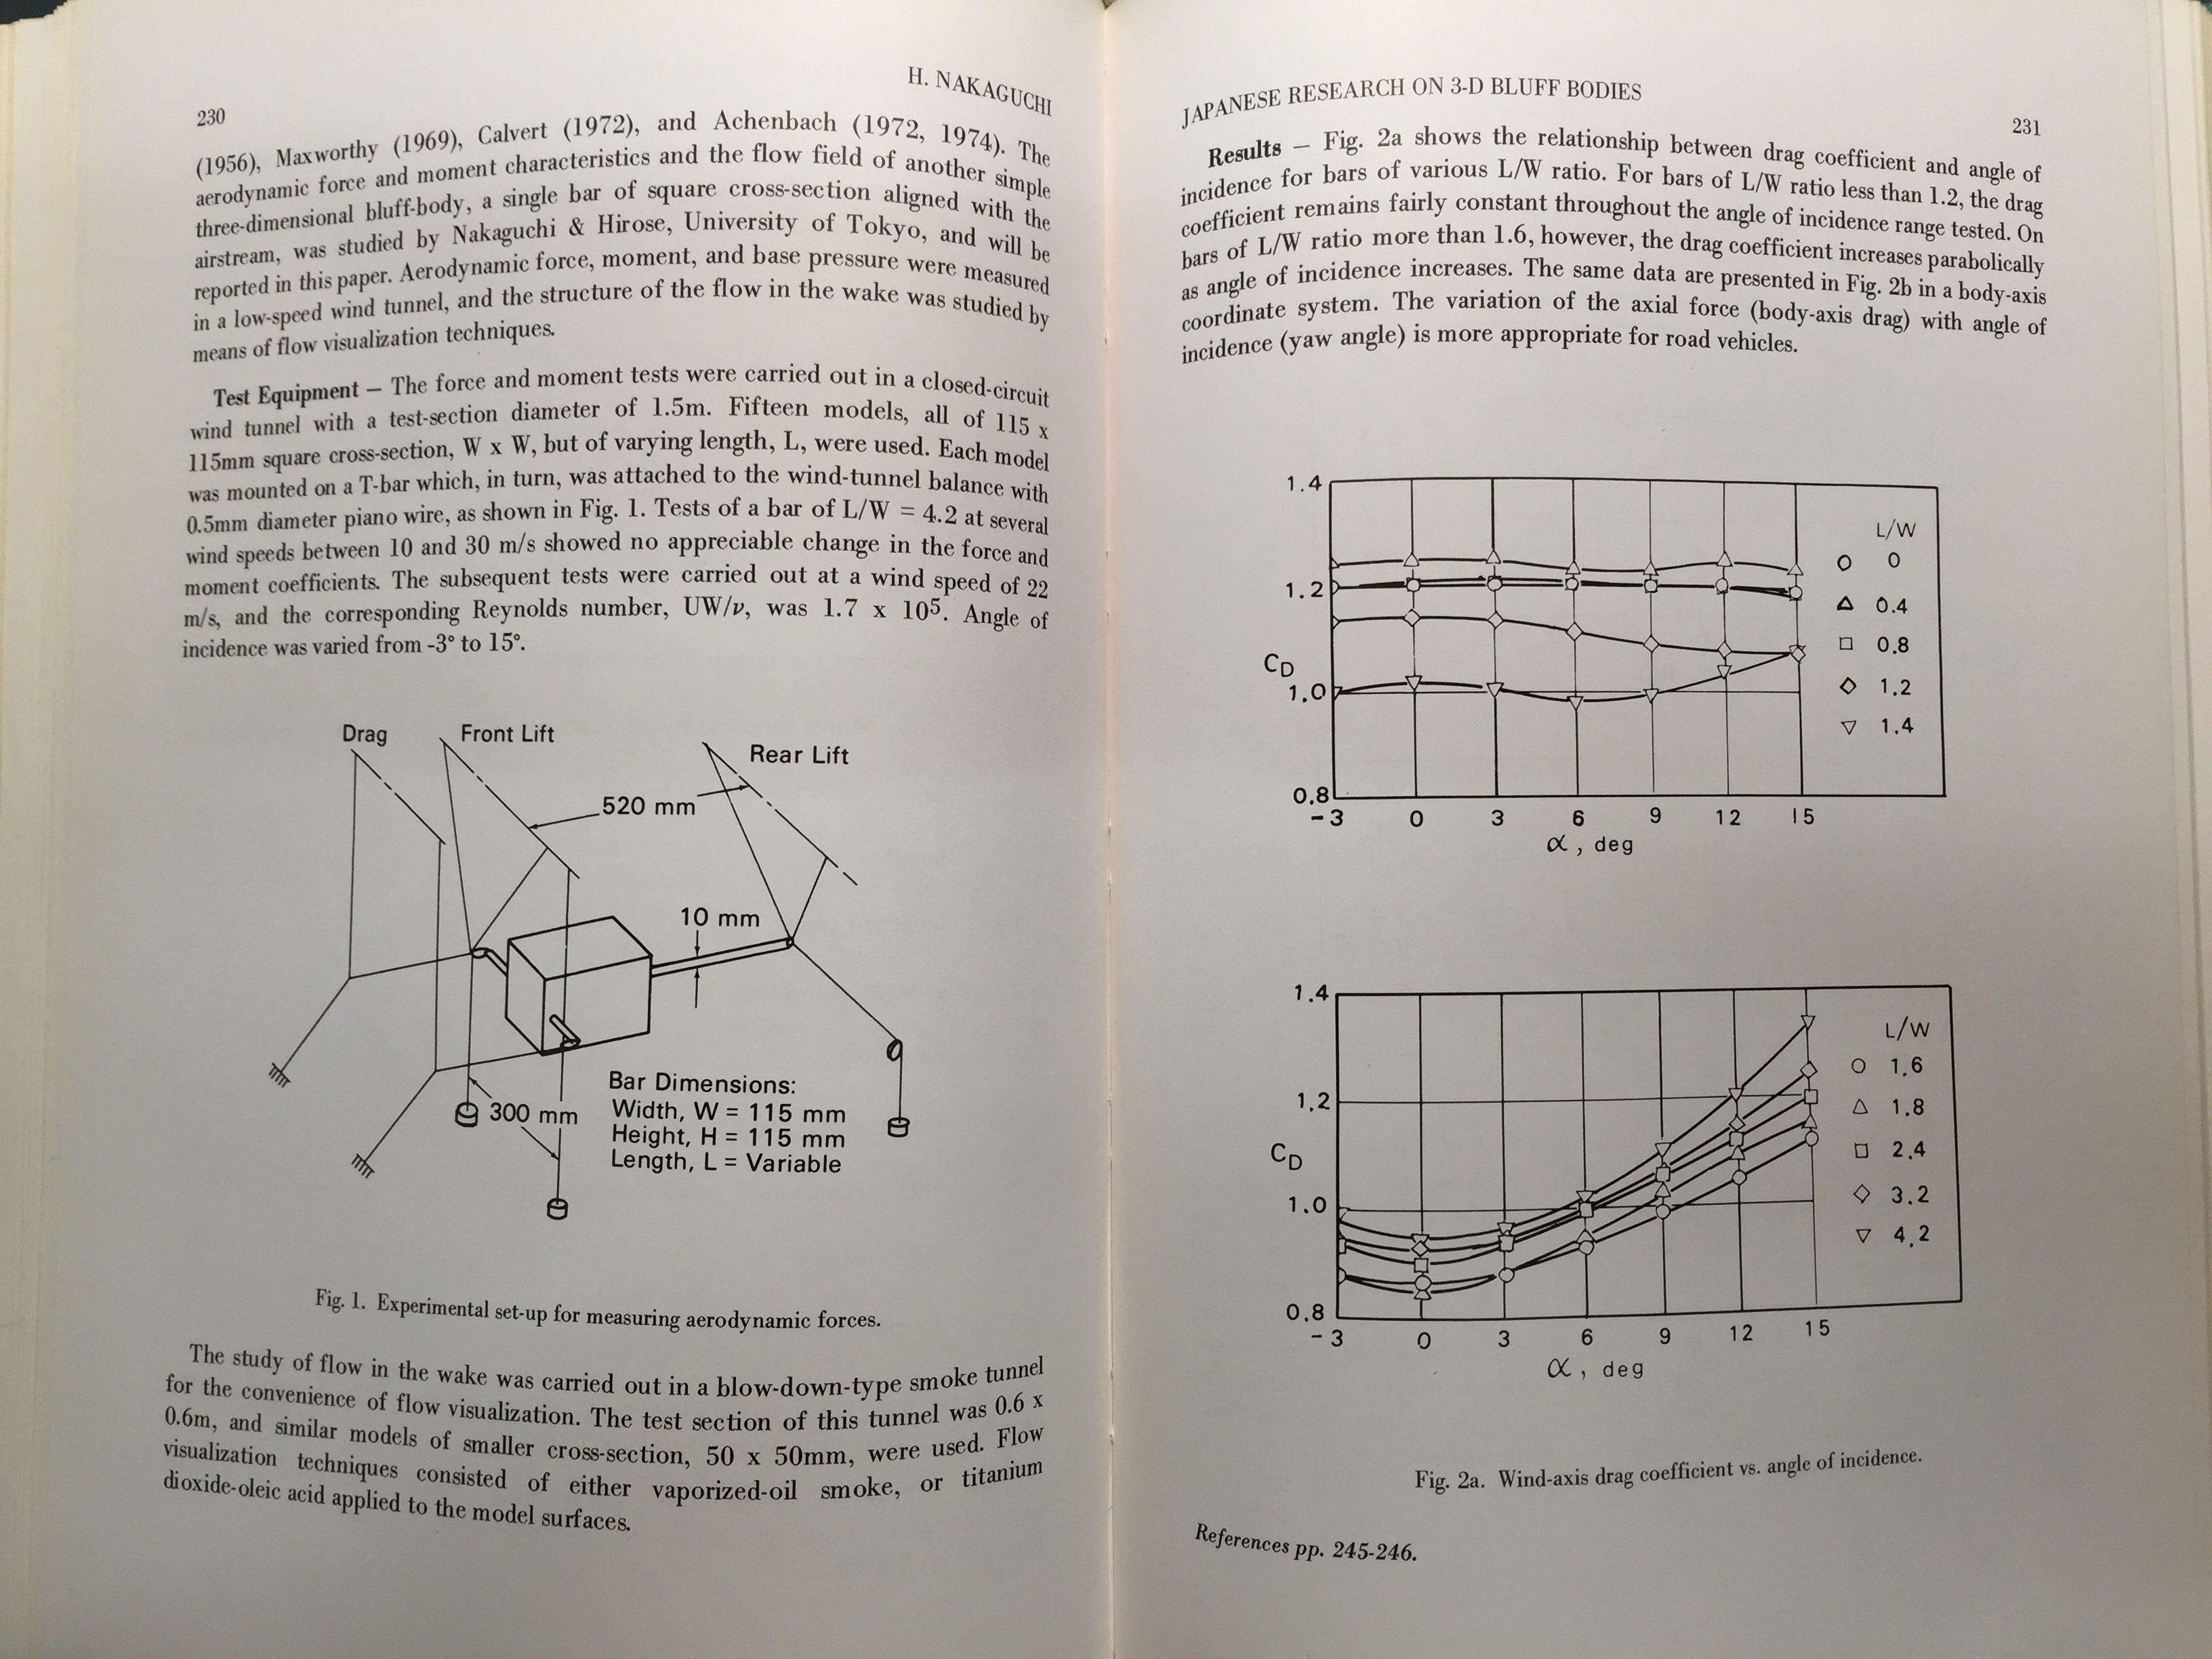 230
H. NAKAGUCHI
(1956), Maxworthy (1969), Calvert (1972), and Achenbach (1972, 1974). The
aerodynamic force and moment characteristics and the flow field of another simple
three-dimensional bluff-body, a single bar of square cross-section aligned with the
airstream, was studied by Nakaguchi & Hirose, University of Tokyo, and will be
reported in this paper. Aerodynamic force, moment, and base pressure were measured
in a low-speed wind tunnel, and the structure of the flow in the wake was studied by
means of flow visualization techniques.
Test Equipment — The force and moment tests were carried out in a closed-circuit
wind tunnel with a test-section diameter of 1.5m. Fifteen models, all of 115 x
115mm square cross-section, W x W, but of varying length, L, were used. Each model
was mounted on a T-bar which, in turn, was attached to the wind-tunnel balance with
0.5mm diameter piano wire, as shown in Fig. 1. Tests of a bar of L/W = 4.2 at several
wind speeds between 10 and 30 m/s showed no appreciable change in the force and
moment coefficients. The subsequent tests were carried out at a wind speed of 22
m/s, and the corresponding Reynolds number, UW/ν, was 1.7 x 10⁵. Angle of
incidence was varied from -3° to 15°.
Drag
Front Lift
Rear Lift
520 mm
10 mm
300 mm
Bar Dimensions:
Width, W = 115 mm
Height, H = 115 mm
Length, L = Variable
Fig. 1. Experimental set-up for measuring aerodynamic forces.
The study of flow in the wake was carried out in a blow-down-type smoke tunnel
for the convenience of flow visualization. The test section of this tunnel was 0.6 x
0.6m, and similar models of smaller cross-section, 50 x 50mm, were used. Flow
visualization techniques consisted of either vaporized-oil smoke, or titanium
dioxide-oleic acid applied to the model surfaces.
JAPANESE RESEARCH ON 3-D BLUFF BODIES
231
Results — Fig. 2a shows the relationship between drag coefficient and angle of
incidence for bars of various L/W ratio. For bars of L/W ratio less than 1.2, the drag
coefficient remains fairly constant throughout the angle of incidence range tested. On
bars of L/W ratio more than 1.6, however, the drag coefficient increases parabolically
as angle of incidence increases. The same data are presented in Fig. 2b in a body-axis
coordinate system. The variation of the axial force (body-axis drag) with angle of
incidence (yaw angle) is more appropriate for road vehicles.
1.4
1.2
C_D
1.0
0.8
-3 0 3 6 9 12 15
α, deg
L/W
○ 0
△ 0.4
□ 0.8
◇ 1.2
▽ 1.4
1.4
1.2
C_D
1.0
0.8
-3 0 3 6 9 12 15
α, deg
L/W
○ 1.6
△ 1.8
□ 2.4
◇ 3.2
▽ 4.2
Fig. 2a. Wind-axis drag coefficient vs. angle of incidence.
References pp. 245-246.